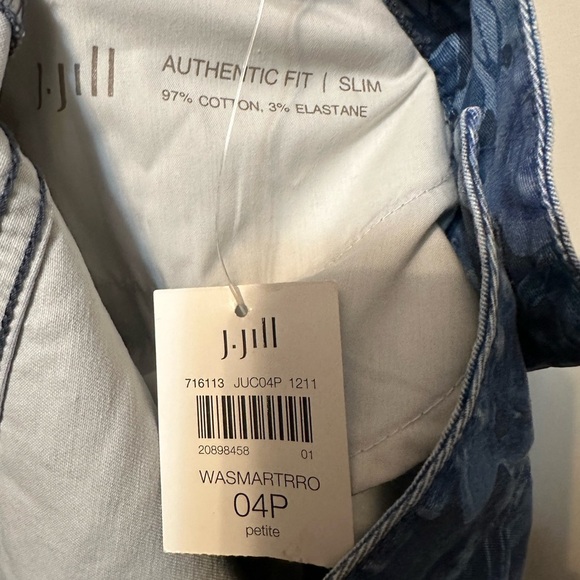 J.Jill
AUTHENTIC FIT | SLIM
97% COTTON, 3% ELASTANE
J.Jill
716113 JUC04P 1211
20898458 01
WASMARTRRO
04P
petite